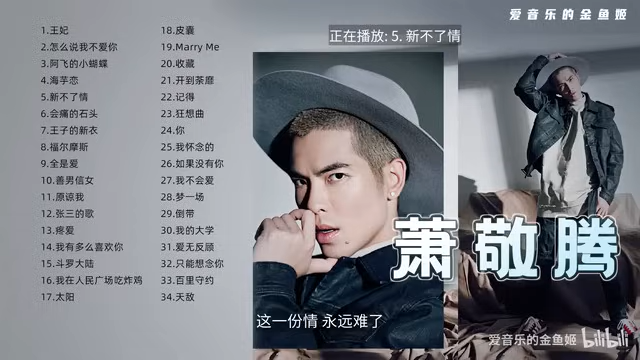 爱音乐的金鱼姬
正在播放: 5. 新不了情
1.王妃
2.怎么说我不爱你
3.阿飞的小蝴蝶
4.海芋恋
5.新不了情
6.会痛的石头
7.王子的新衣
8.福尔摩斯
9.全是爱
10.善男信女
11.原谅我
12.张三的歌
13.疼爱
14.我有多么喜欢你
15.斗罗大陆
16.我在人民广场吃炸鸡
17.太阳
18.皮囊
19.Marry Me
20.收藏
21.开到荼靡
22.记得
23.狂想曲
24.你
25.我怀念的
26.如果没有你
27.我不会爱
28.梦一场
29.倒带
30.我的大学
31.爱无反顾
32.只能想念你
33.百里守约
34.天敌
萧敬腾
这一份情 永远难了
爱音乐的金鱼姬 bilibili